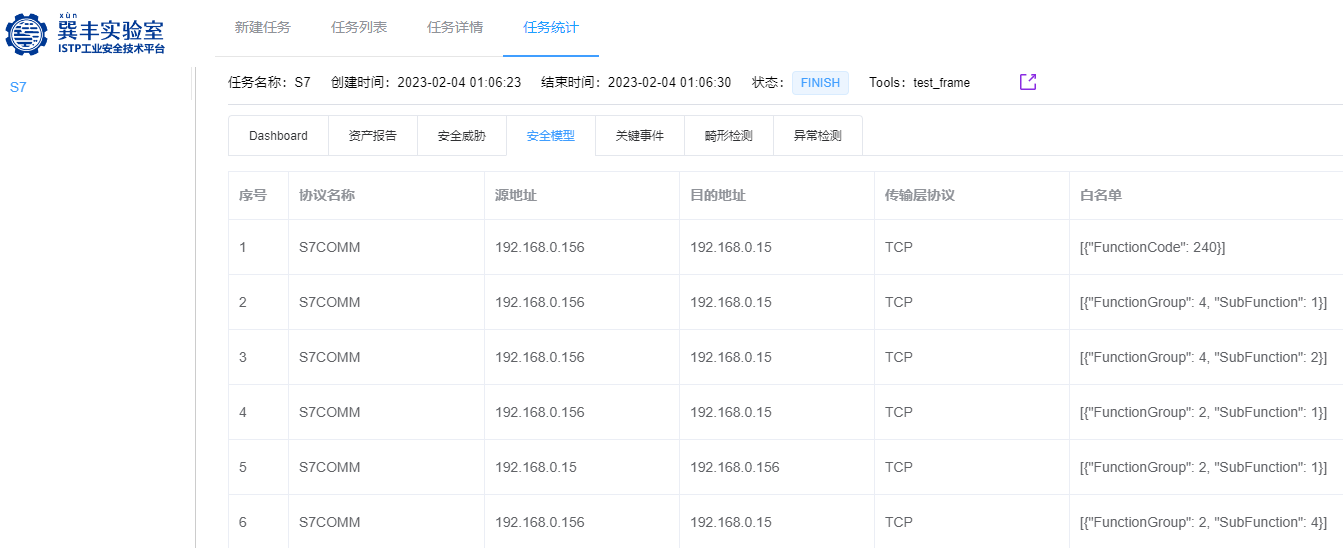 xùn
巽丰实验室
ISTP工业安全技术平台
新建任务 任务列表 任务详情 任务统计
S7
任务名称：S7 创建时间：2023-02-04 01:06:23 结束时间：2023-02-04 01:06:30 状态： FINISH Tools：test_frame
Dashboard 资产报告 安全威胁 安全模型 关键事件 畸形检测 异常检测
序号 协议名称 源地址 目的地址 传输层协议 白名单
1 S7COMM 192.168.0.156 192.168.0.15 TCP [{"FunctionCode": 240}]
2 S7COMM 192.168.0.156 192.168.0.15 TCP [{"FunctionGroup": 4, "SubFunction": 1}]
3 S7COMM 192.168.0.156 192.168.0.15 TCP [{"FunctionGroup": 4, "SubFunction": 2}]
4 S7COMM 192.168.0.156 192.168.0.15 TCP [{"FunctionGroup": 2, "SubFunction": 1}]
5 S7COMM 192.168.0.15 192.168.0.156 TCP [{"FunctionGroup": 2, "SubFunction": 1}]
6 S7COMM 192.168.0.156 192.168.0.15 TCP [{"FunctionGroup": 2, "SubFunction": 4}]